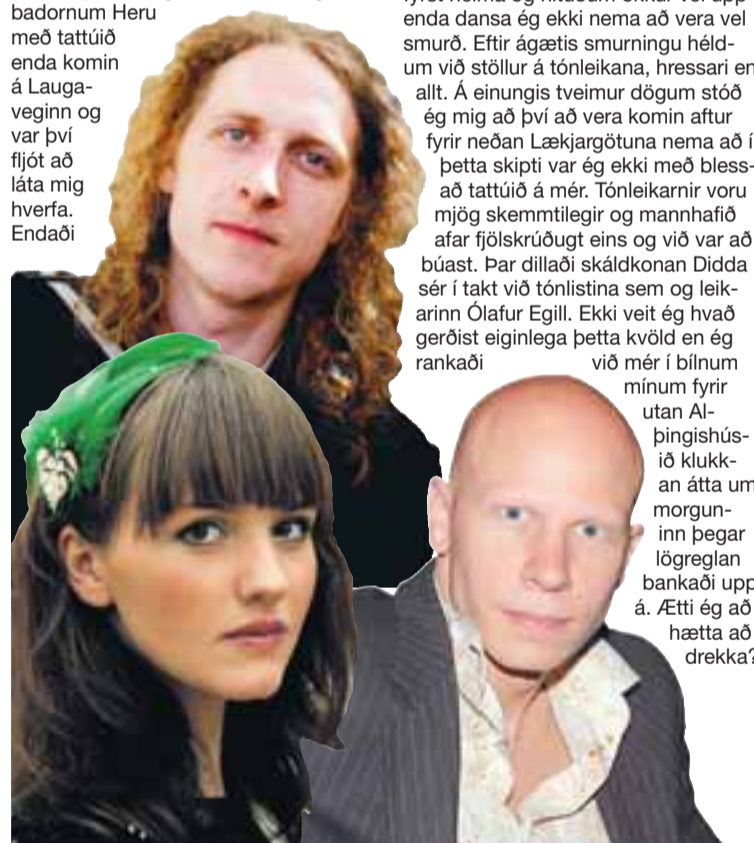 badornum Heru
með tattúið
enda komin
á Lauga-
veginn og
var því
fljót að
láta mig
hverfa.
Endaði
enda dansa ég ekki nema að vera vel
smurð. Eftir ágætis smurningu héld-
um við stöllur á tónleikana, hressari en
allt. Á einungis tveimur dögum stóð
ég mig að því að vera komin aftur
fyrir neðan Lækjargötuna nema að í
þetta skipti var ég ekki með bless-
að tattúið á mér. Tónleikarnir voru
mjög skemmtilegir og mannhafið
afar fjölskrúðugt eins og við var að
búast. Þar dillaði skáldkonan Didda
sér í takt við tónlistina sem og leik-
arinn Ólafur Egill. Ekki veit ég hvað
gerðist eiginlega þetta kvöld en ég
rankaði við mér í bílnum
mínum fyrir
utan Al-
þingishús-
ið klukk-
an átta um
morgun-
inn þegar
lögreglan
bankaði upp
á. Ætti ég að
hætta að
drekka?